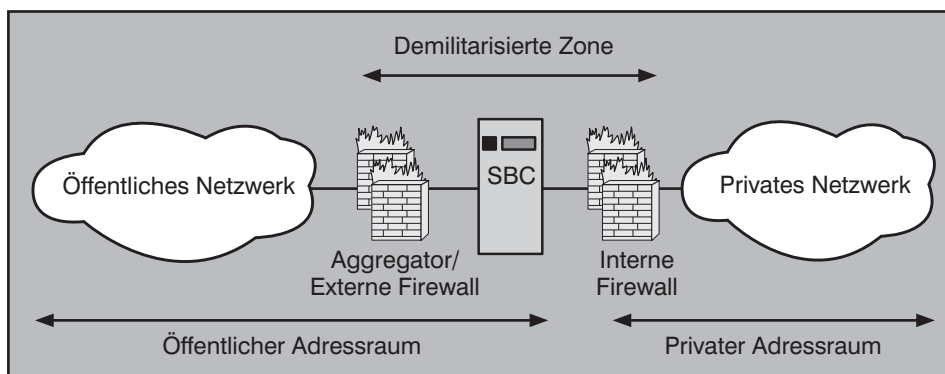 Demilitarisierte Zone
Öffentliches Netzwerk
SBC
Privates Netzwerk
Aggregator/
Externe Firewall
Interne
Firewall
Öffentlicher Adressraum
Privater Adressraum